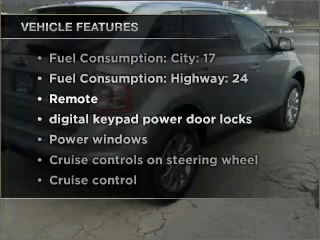 VEHICLE FEATURES
• Fuel Consumption: City: 17
• Fuel Consumption: Highway: 24
• Remote
• digital keypad power door locks
• Power windows
• Cruise controls on steering wheel
• Cruise control